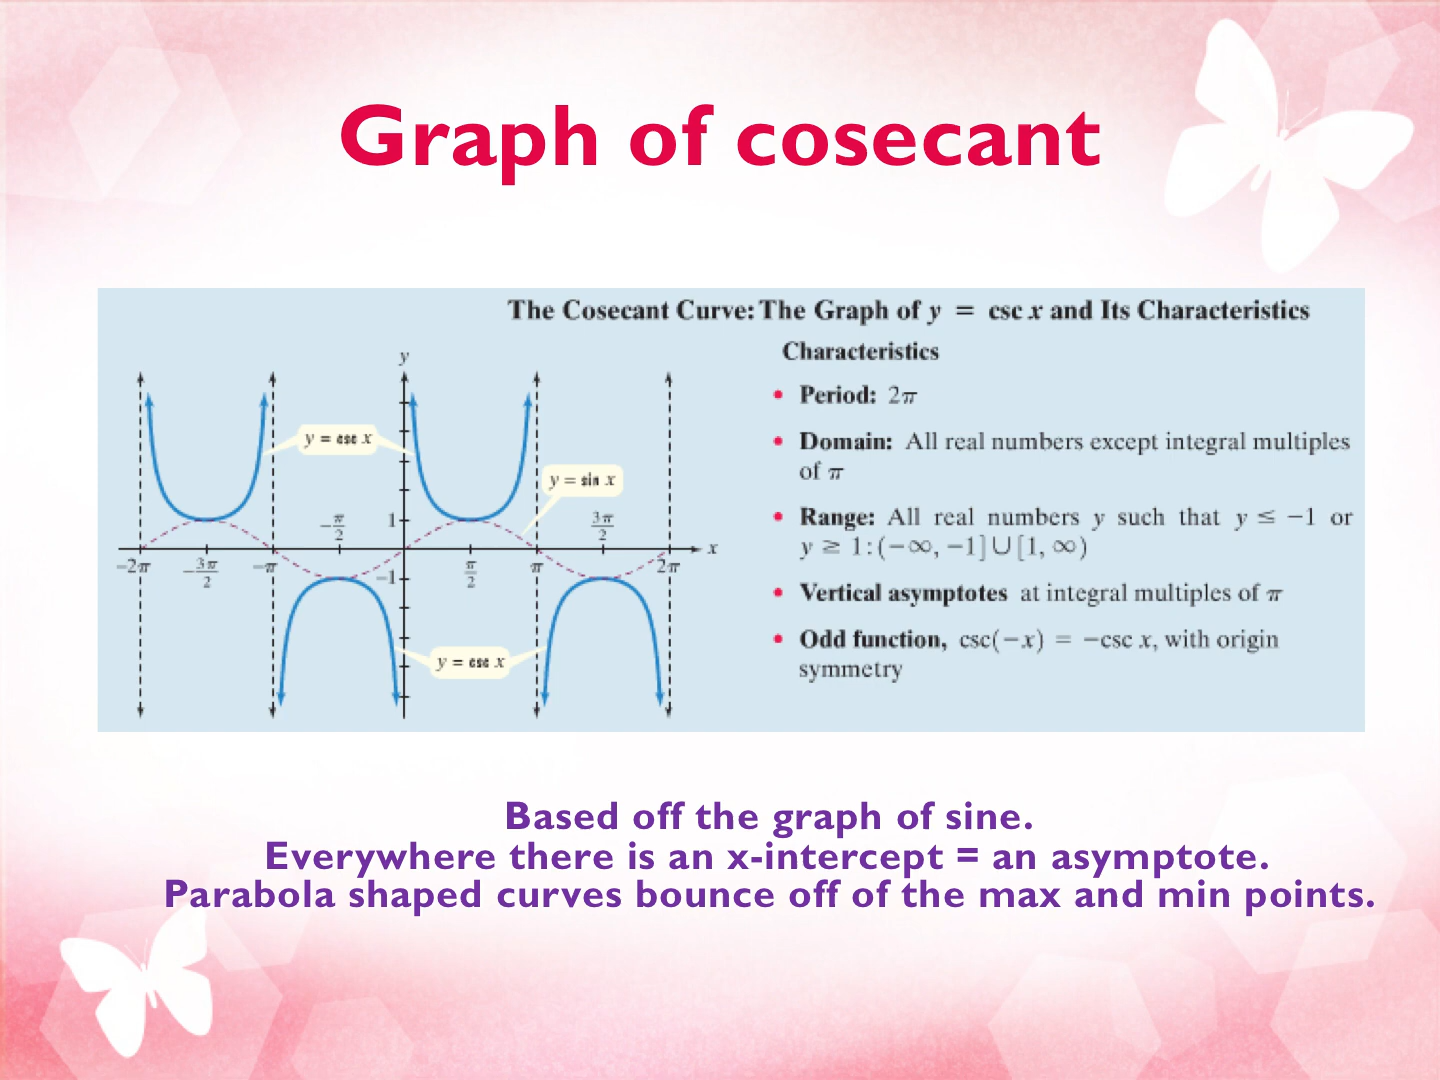 Graph of cosecant
The Cosecant Curve: The Graph of y = csc x and Its Characteristics
Characteristics
• Period: 2π
• Domain: All real numbers except integral multiples
of π
• Range: All real numbers y such that y ≤ −1 or
y ≥ 1: (−∞, −1] ∪ [1, ∞)
• Vertical asymptotes at integral multiples of π
• Odd function, csc(−x) = −csc x, with origin
symmetry
y
y = csc x
y = sin x
−π/2
1
3π/2
x
−2π
−3π/2
−π
−1
π/2
π
2π
y = csc x
Based off the graph of sine.
Everywhere there is an x-intercept = an asymptote.
Parabola shaped curves bounce off of the max and min points.